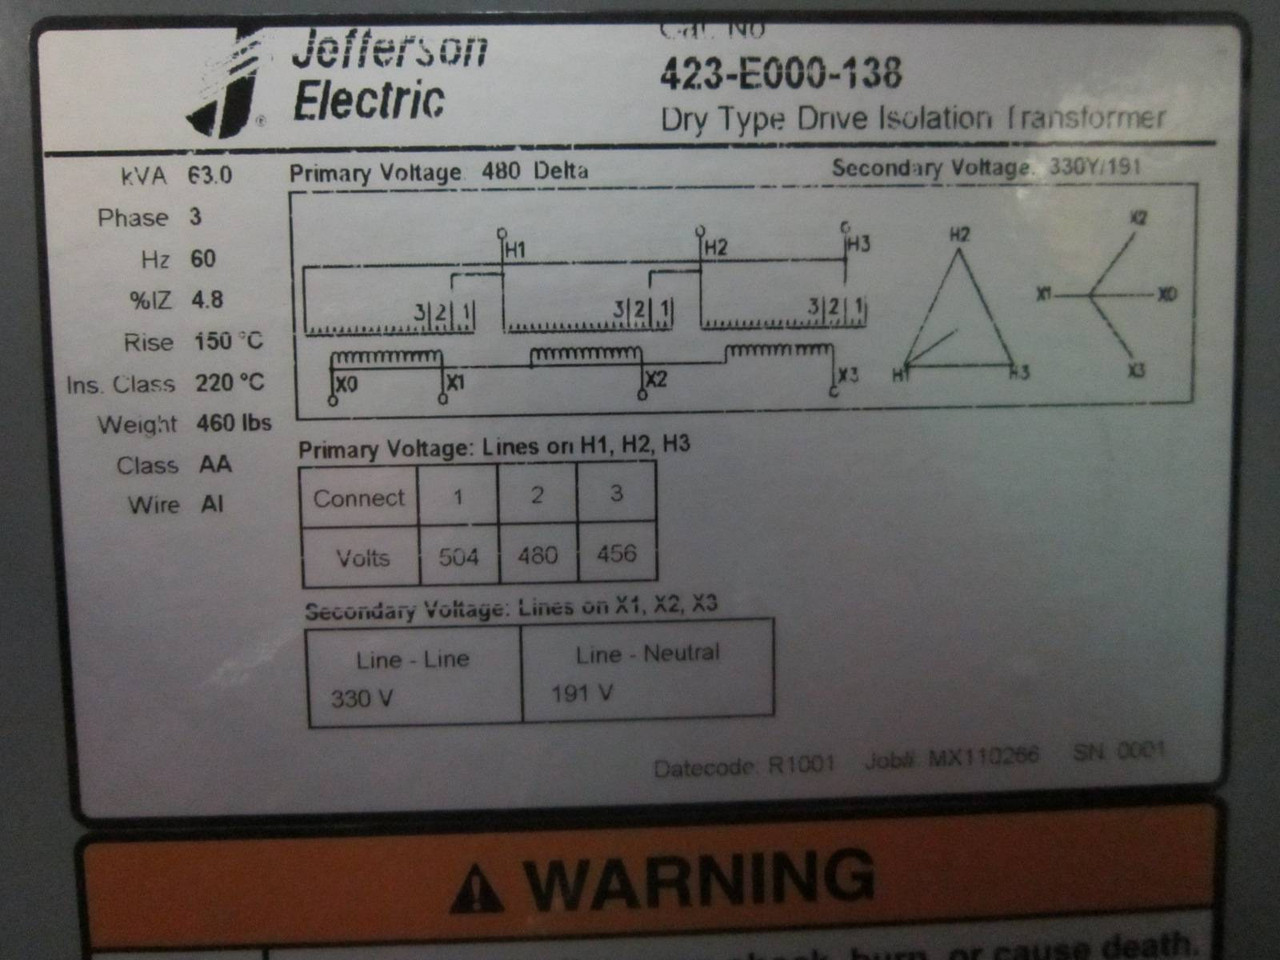 Jefferson
Electric
®
Cat. No
423-E000-138
Dry Type Drive Isolation Transformer
kVA 63.0
Phase 3
Hz 60
%IZ 4.8
Rise 150 °C
Ins. Class 220 °C
Weight 460 lbs
Class AA
Wire Al
Primary Voltage 480 Delta
Secondary Voltage. 330Y/191
H1 H2 H3
3 2 1 3 2 1 3 2 1
X0 X1 X2 X3
H2
H1 H3
X2
X1 X0
X3
Primary Voltage: Lines on H1, H2, H3
Connect 1 2 3
Volts 504 480 456
Secondary Voltage: Lines on X1, X2, X3
Line - Line Line - Neutral
330 V 191 V
Datecode: R1001 Job#: MX110266 SN. 0001
WARNING
burn, or cause death.